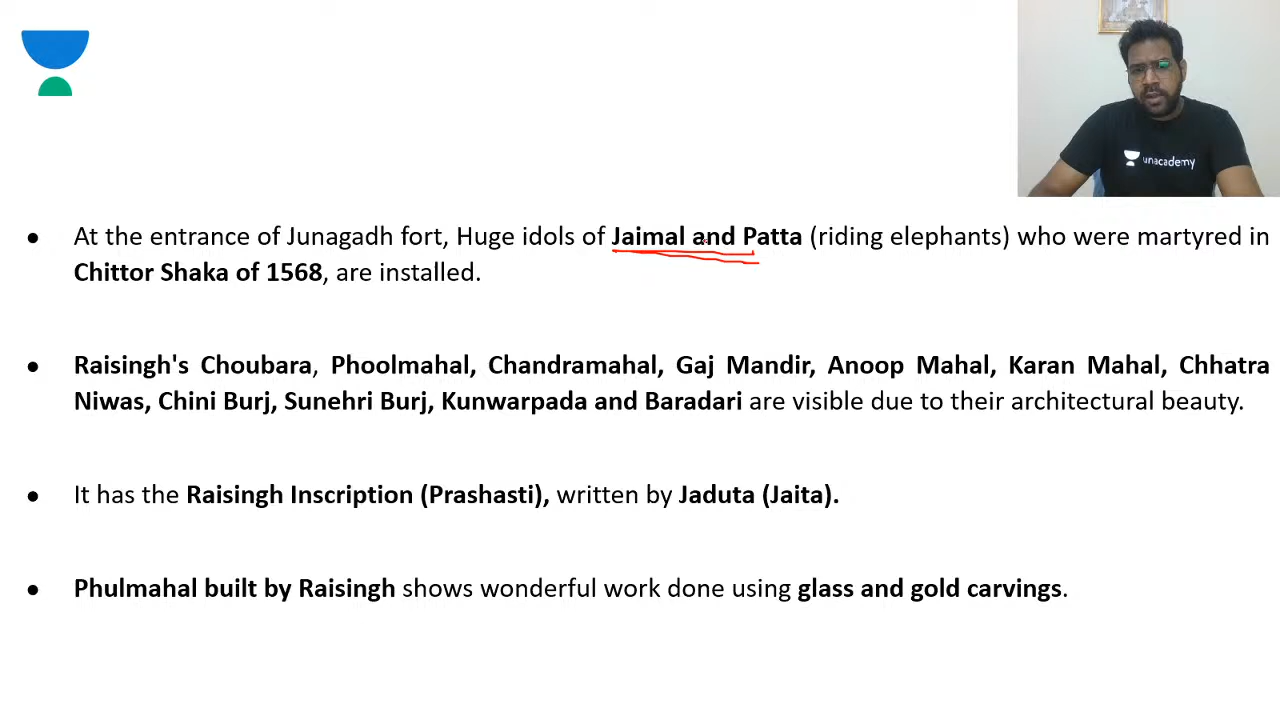 unacademy
● At the entrance of Junagadh fort, Huge idols of Jaimal and Patta (riding elephants) who were martyred in
Chittor Shaka of 1568, are installed.
● Raisingh's Choubara, Phoolmahal, Chandramahal, Gaj Mandir, Anoop Mahal, Karan Mahal, Chhatra
Niwas, Chini Burj, Sunehri Burj, Kunwarpada and Baradari are visible due to their architectural beauty.
● It has the Raisingh Inscription (Prashasti), written by Jaduta (Jaita).
● Phulmahal built by Raisingh shows wonderful work done using glass and gold carvings.